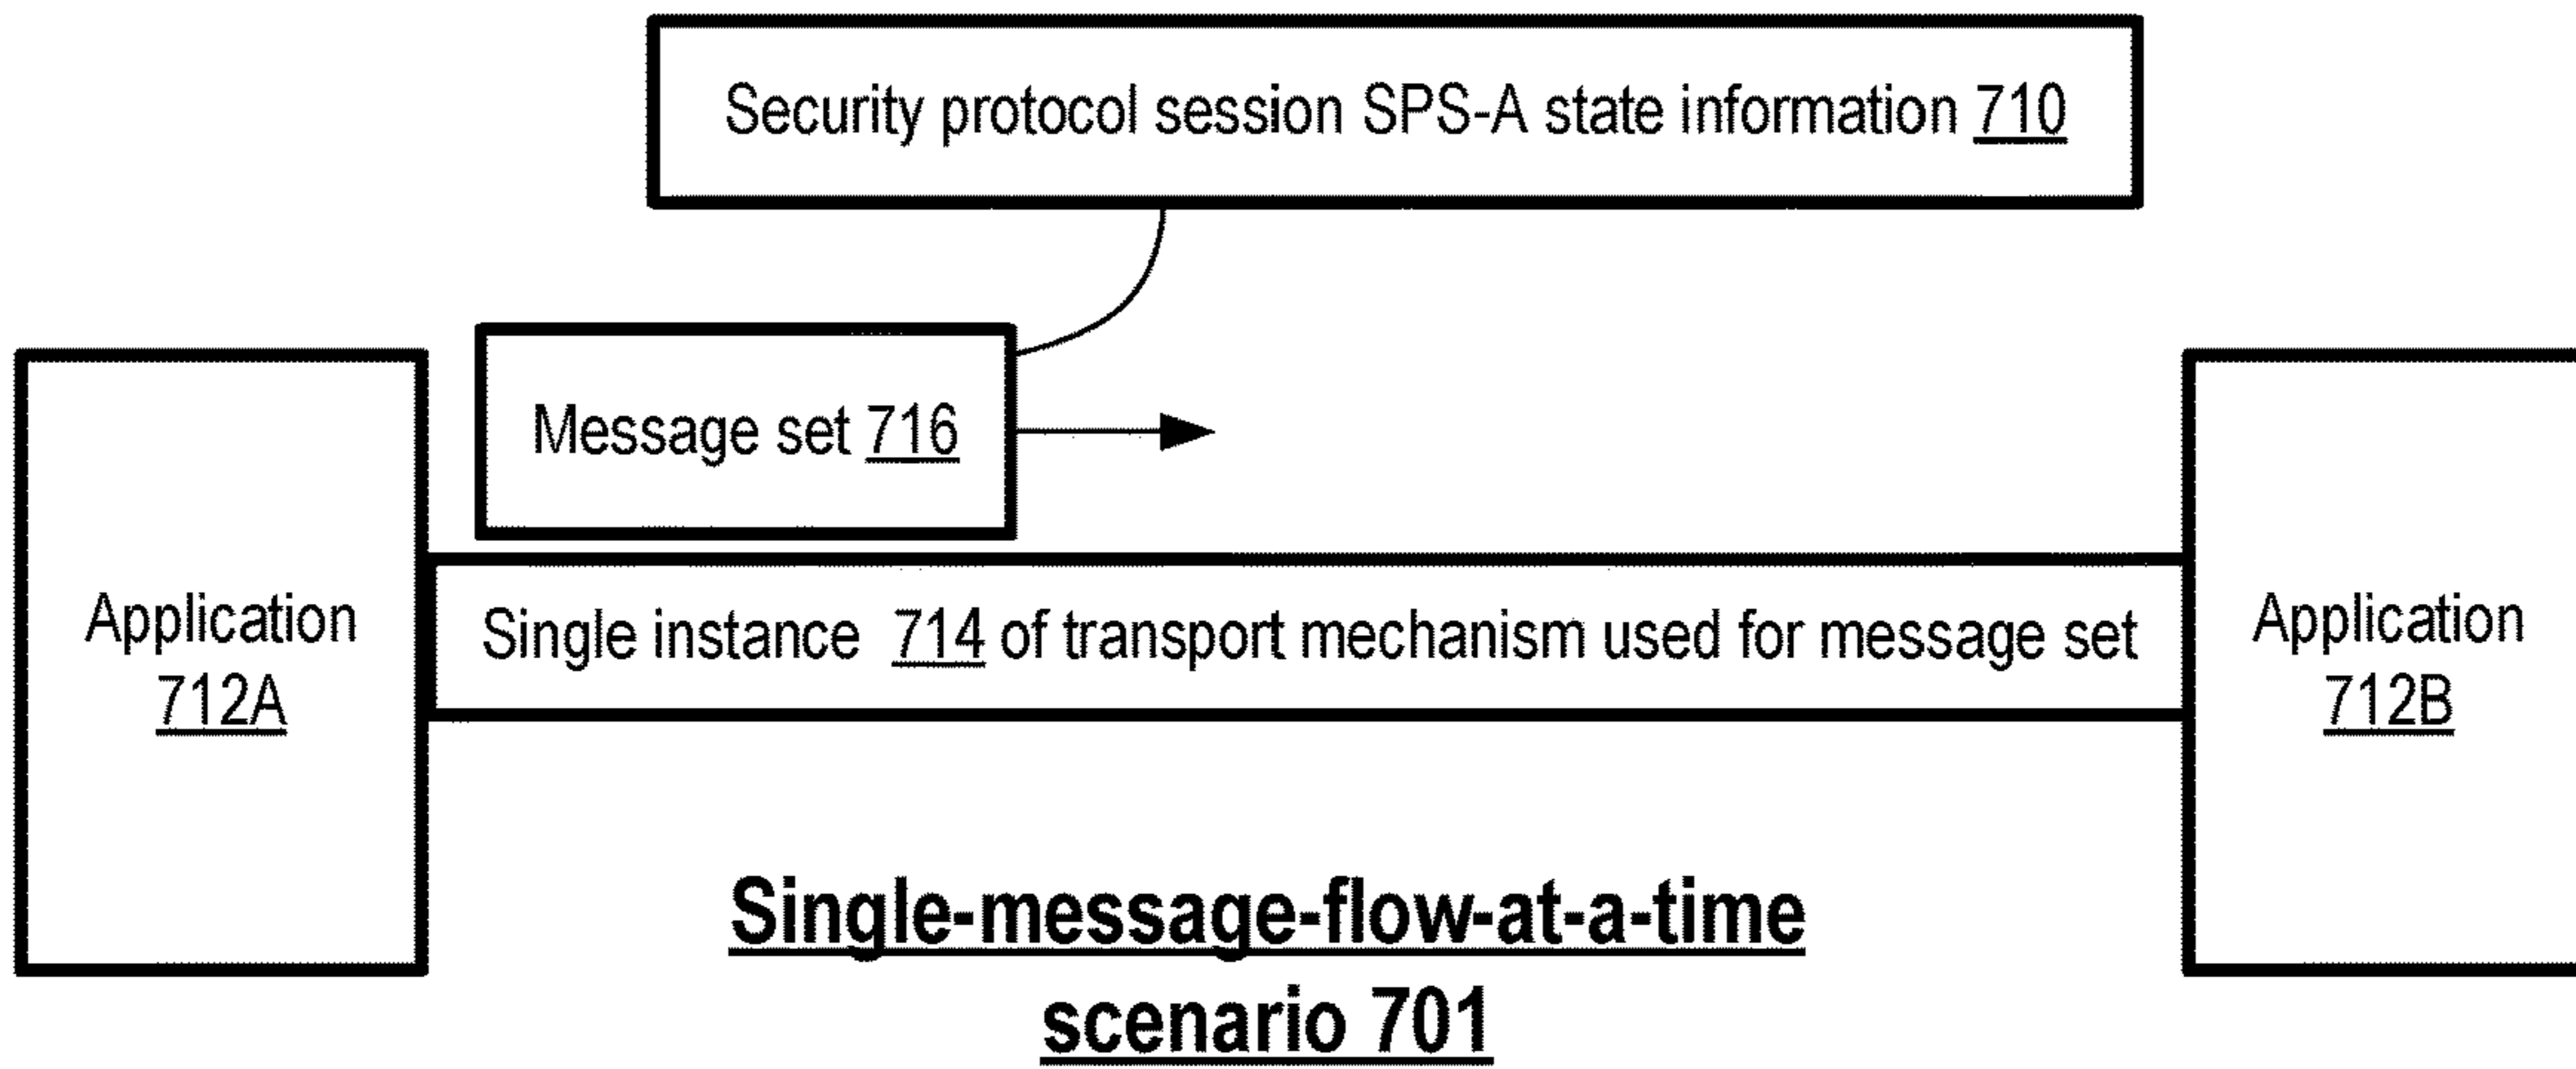 Security protocol session SPS-A state information 710
Message set 716
Application
712A
Single instance 714 of transport mechanism used for message set
Application
712B
Single-message-flow-at-a-time
scenario 701